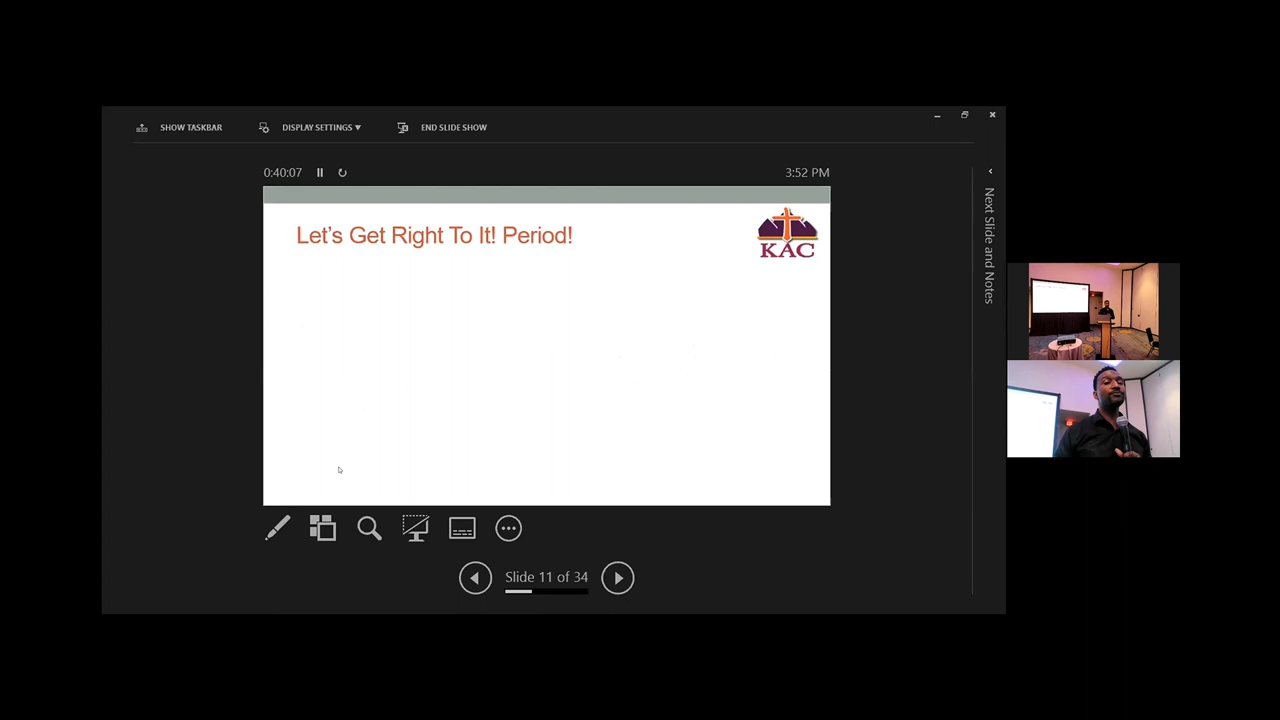 SHOW TASKBAR
DISPLAY SETTINGS ▼
END SLIDE SHOW
0:40:07
3:52 PM
Let's Get Right To It! Period!
KAC
Next Slide and Notes
Slide 11 of 34